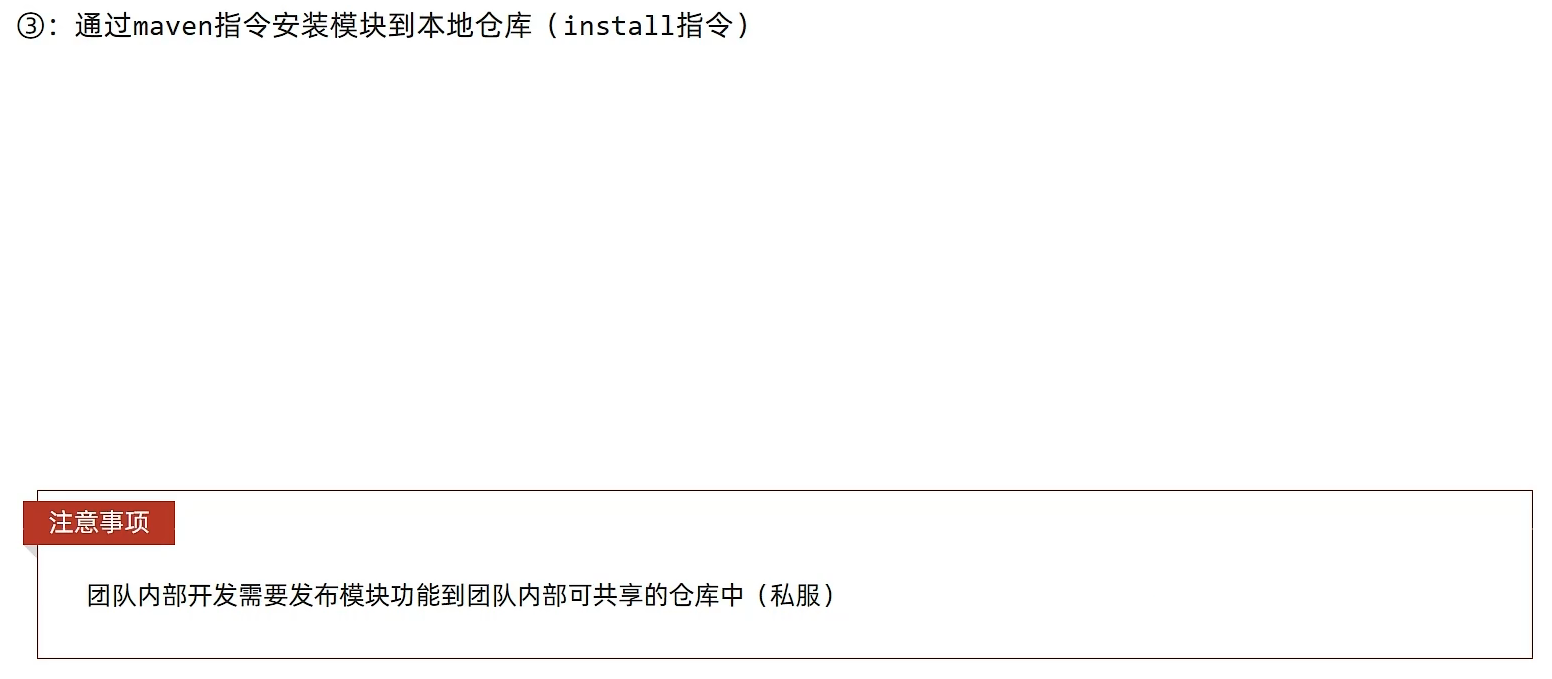 ③：通过maven指令安装模块到本地仓库（install指令）
注意事项
团队内部开发需要发布模块功能到团队内部可共享的仓库中（私服）